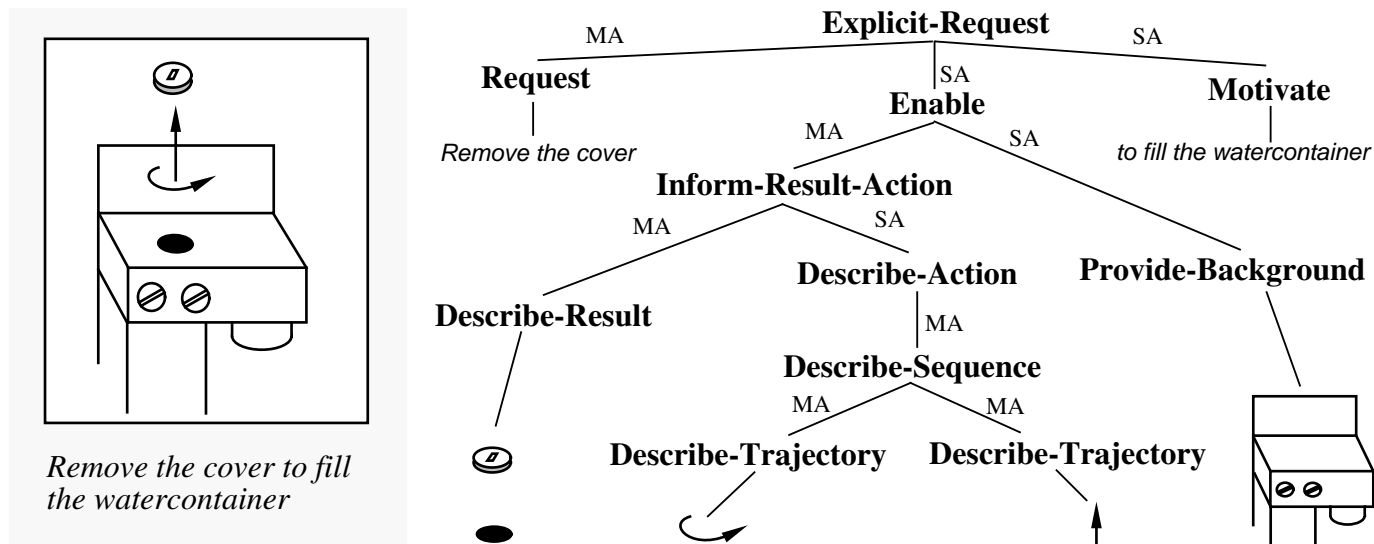 Remove the cover to fill
the watercontainer
Explicit-Request
MA
SA
SA
Request
Enable
Motivate
Remove the cover
MA
SA
to fill the watercontainer
Inform-Result-Action
MA
SA
Describe-Action
Provide-Background
Describe-Result
MA
Describe-Sequence
MA
MA
Describe-Trajectory
Describe-Trajectory